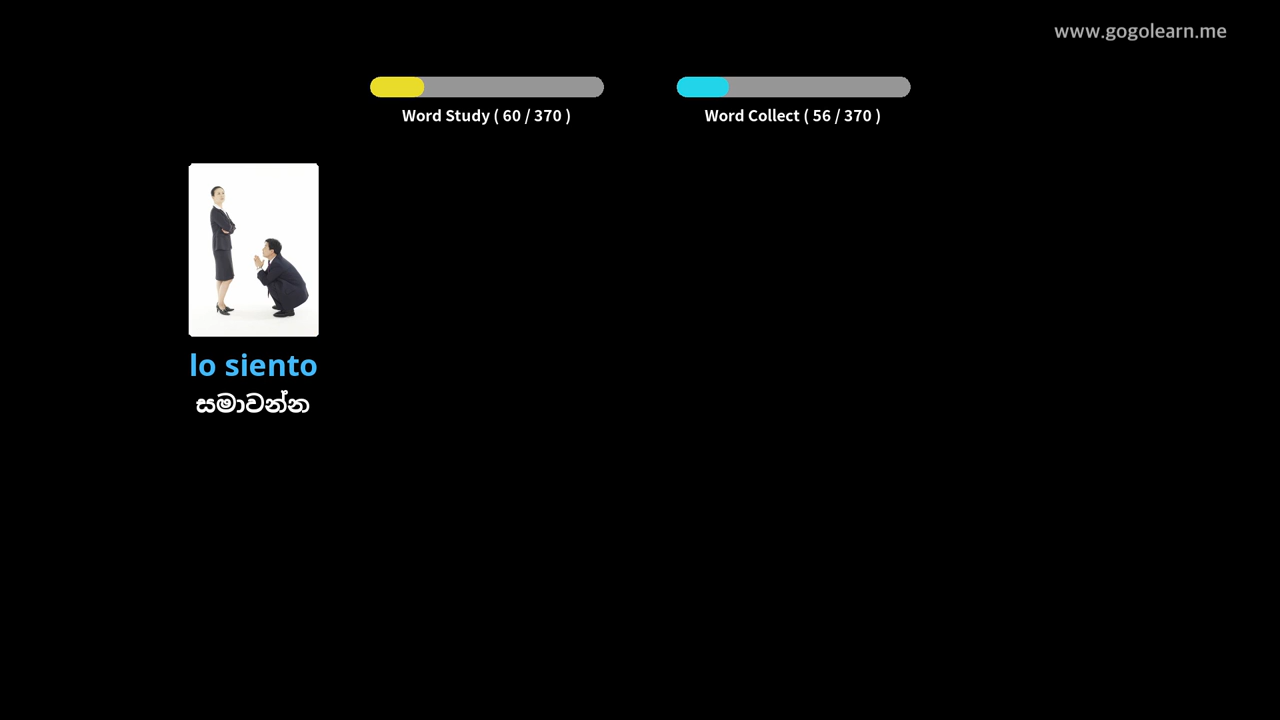 www.gogolearn.me
Word Study ( 60 / 370 )
Word Collect ( 56 / 370 )
lo siento
සමාවන්න